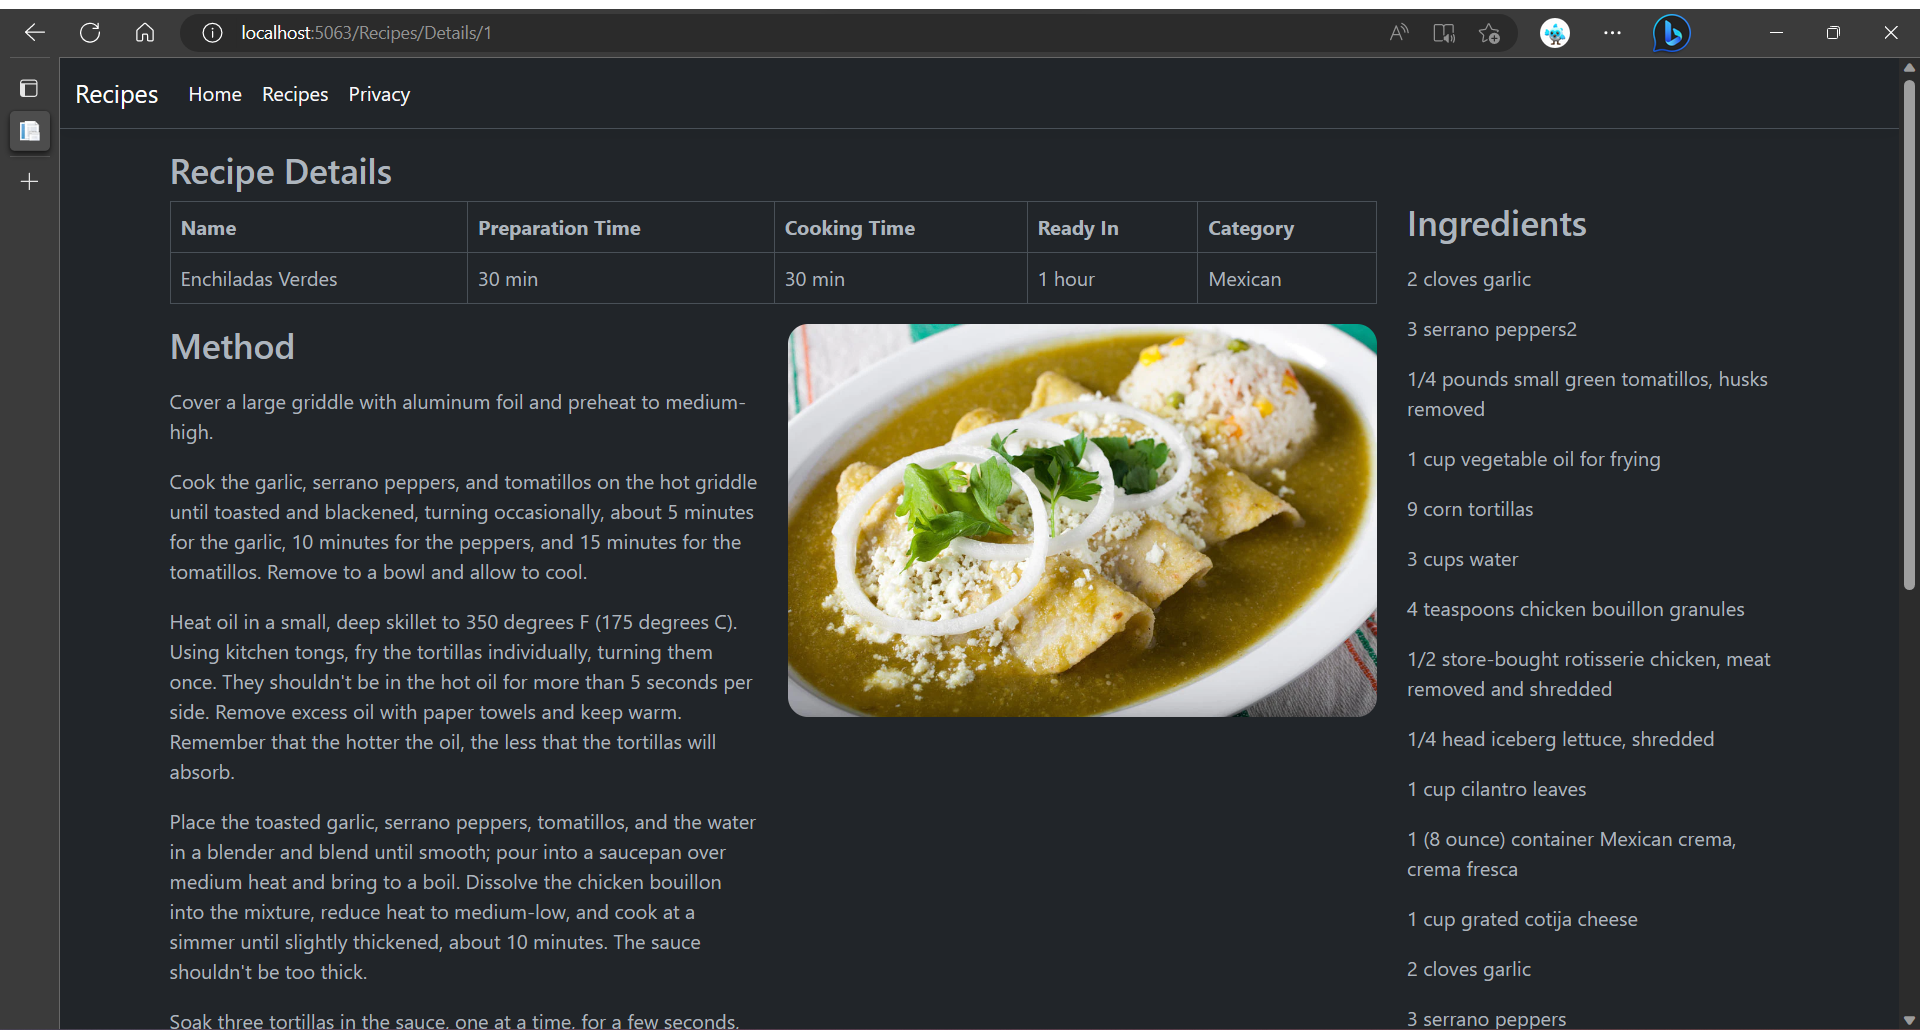 localhost:5063/Recipes/Details/1
Recipes Home Recipes Privacy
Recipe Details
Name Preparation Time Cooking Time Ready In Category
Enchiladas Verdes 30 min 30 min 1 hour Mexican
Method
Cover a large griddle with aluminum foil and preheat to medium-
high.
Cook the garlic, serrano peppers, and tomatillos on the hot griddle
until toasted and blackened, turning occasionally, about 5 minutes
for the garlic, 10 minutes for the peppers, and 15 minutes for the
tomatillos. Remove to a bowl and allow to cool.
Heat oil in a small, deep skillet to 350 degrees F (175 degrees C).
Using kitchen tongs, fry the tortillas individually, turning them
once. They shouldn't be in the hot oil for more than 5 seconds per
side. Remove excess oil with paper towels and keep warm.
Remember that the hotter the oil, the less that the tortillas will
absorb.
Place the toasted garlic, serrano peppers, tomatillos, and the water
in a blender and blend until smooth; pour into a saucepan over
medium heat and bring to a boil. Dissolve the chicken bouillon
into the mixture, reduce heat to medium-low, and cook at a
simmer until slightly thickened, about 10 minutes. The sauce
shouldn't be too thick.
Soak three tortillas in the sauce, one at a time, for a few seconds.
Ingredients
2 cloves garlic
3 serrano peppers2
1/4 pounds small green tomatillos, husks
removed
1 cup vegetable oil for frying
9 corn tortillas
3 cups water
4 teaspoons chicken bouillon granules
1/2 store-bought rotisserie chicken, meat
removed and shredded
1/4 head iceberg lettuce, shredded
1 cup cilantro leaves
1 (8 ounce) container Mexican crema,
crema fresca
1 cup grated cotija cheese
2 cloves garlic
3 serrano peppers